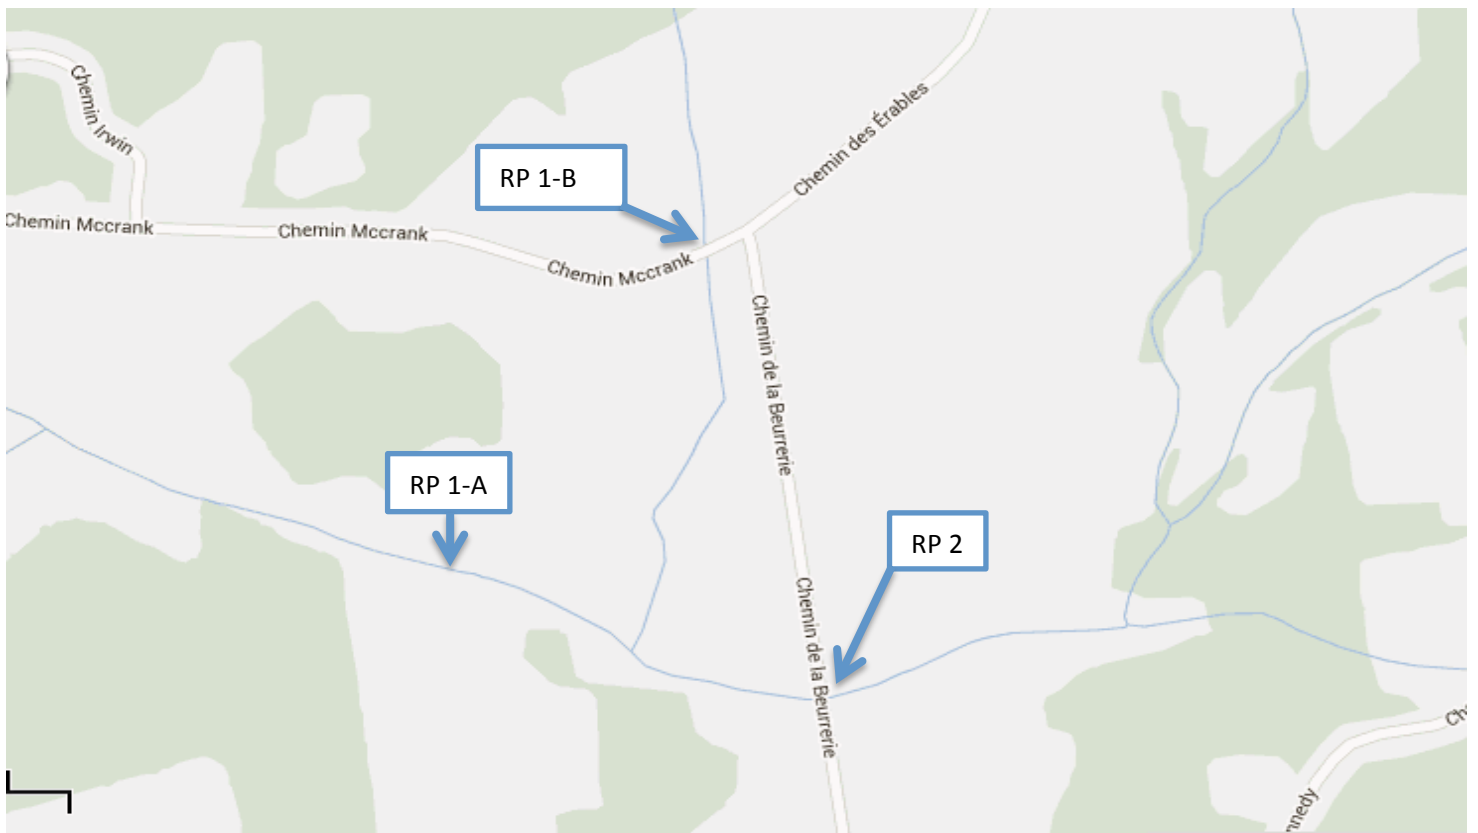 Chemin Irwin
Chemin des Érables
RP 1-B
Chemin Mccrank
Chemin Mccrank
Chemin Mccrank
Chemin de la Beurrerie
RP 1-A
RP 2
Chemin de la Beurrerie